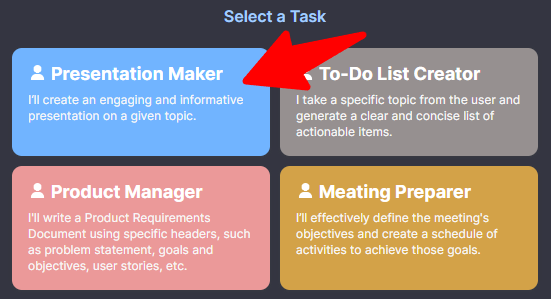 Select a Task
Presentation Maker
I'll create an engaging and informative
presentation on a given topic.
To-Do List Creator
I take a specific topic from the user and
generate a clear and concise list of
actionable items.
Product Manager
I'll write a Product Requirements
Document using specific headers, such
as problem statement, goals and
objectives, user stories, etc.
Meating Preparer
I'll effectively define the meeting's
objectives and create a schedule of
activities to achieve those goals.